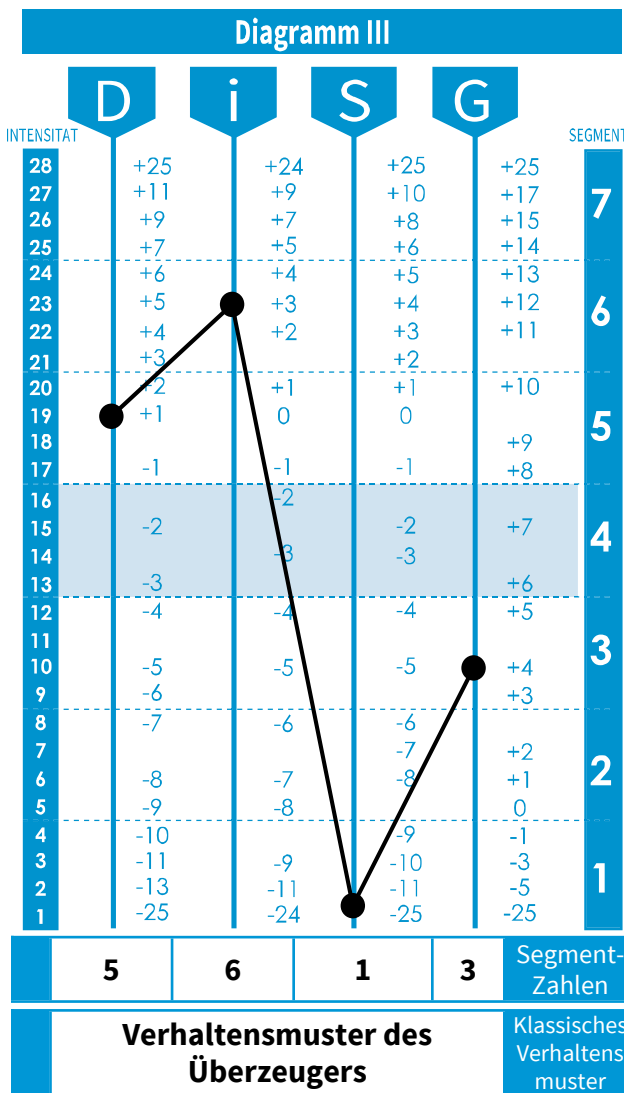 Diagramm III
D i S G
INTENSITÄT SEGMENT
28 +25 +24 +25 +25
27 +11 +9 +10 +17 7
26 +9 +7 +8 +15
25 +7 +5 +6 +14
24 +6 +4 +5 +13
23 +5 +3 +4 +12 6
22 +4 +2 +3 +11
21 +3 +2
20 +2 +1 +1 +10
19 +1 0 0 5
18 +9
17 -1 -1 -1 +8
16 -2
15 -2 -2 +7 4
14 -3 -3
13 -3 +6
12 -4 -4 -4 +5
11 3
10 -5 -5 -5 +4
9 -6 +3
8 -7 -6 -6
7 -7 +2 2
6 -8 -7 -8 +1
5 -9 -8 0
4 -10 -9 -1
3 -11 -9 -10 -3 1
2 -13 -11 -11 -5
1 -25 -24 -25 -25
5 6 1 3 Segment-
Zahlen
Verhaltensmuster des
Überzeugers
Klassisches
Verhaltens
muster